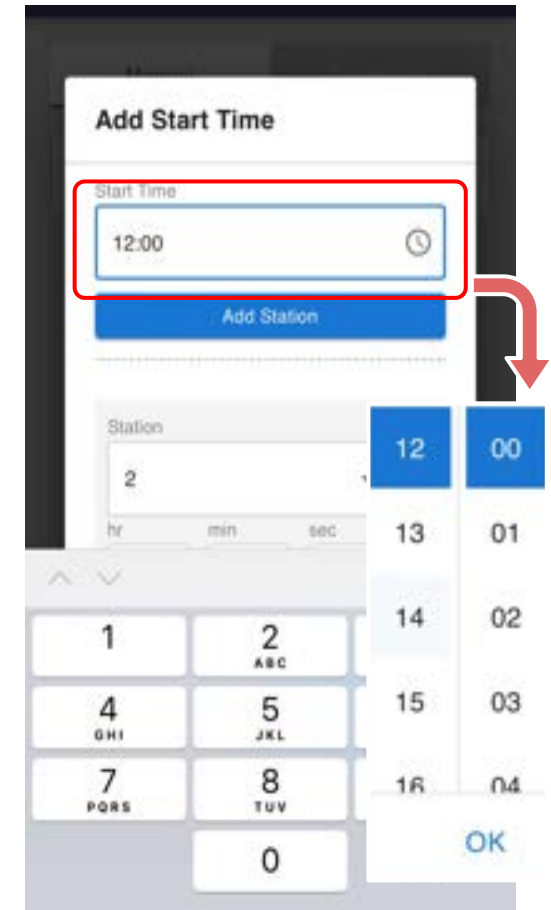 Add Start Time
Start Time
12:00
Add Station
Station
2
hr min sec
12 00
13 01
14 02
15 03
16 04
OK
1 2
ABC
4 5
GHI JKL
7 8
PQRS TUV
0